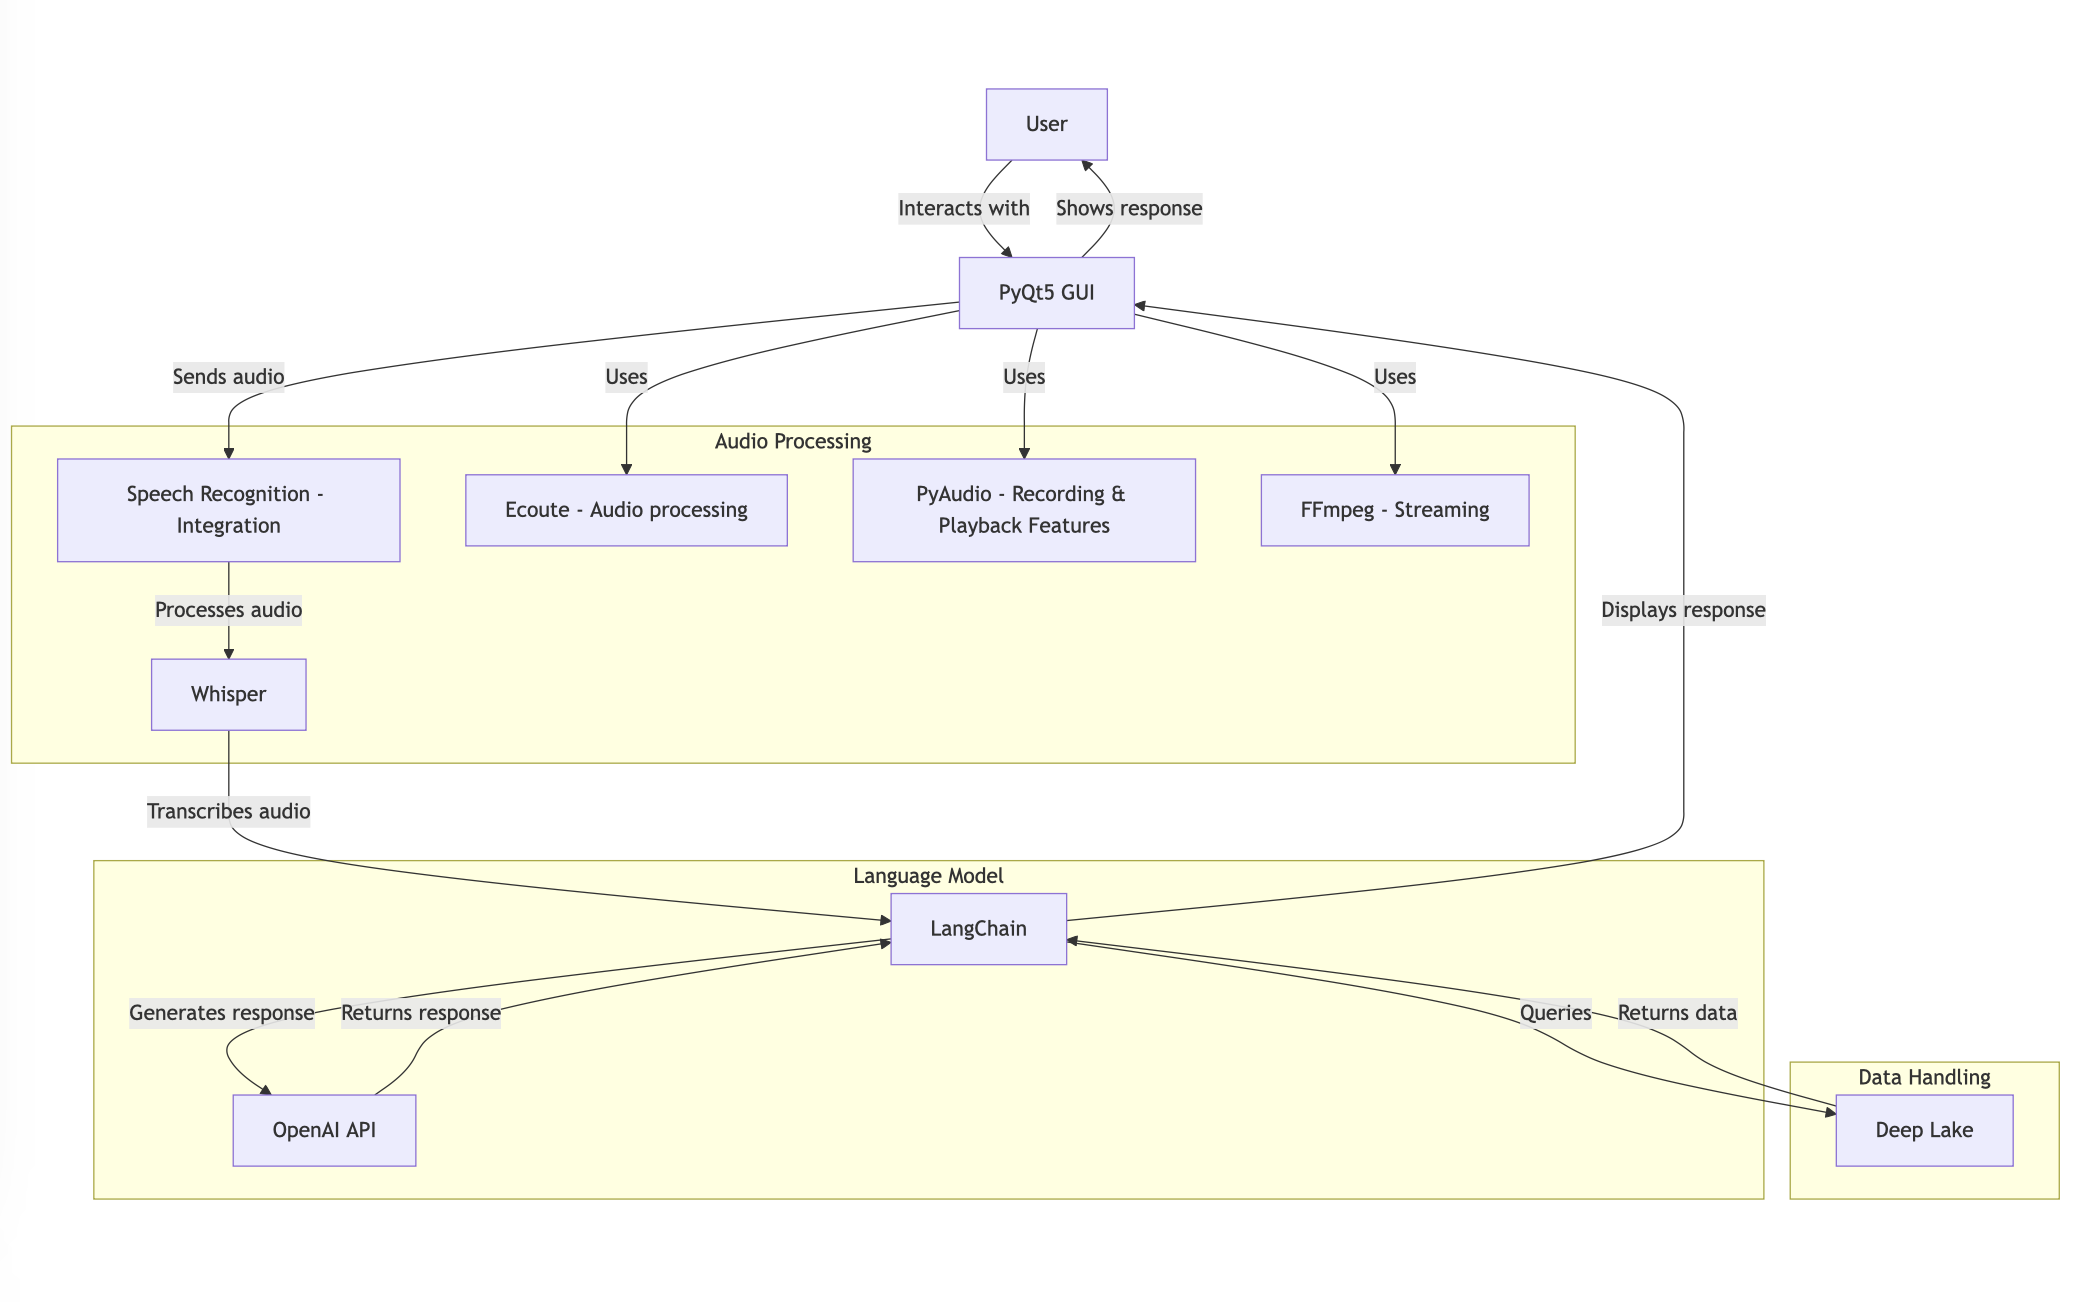 User
Interacts with
Shows response
PyQt5 GUI
Sends audio
Uses
Uses
Uses
Audio Processing
Speech Recognition -
Integration
Ecoute - Audio processing
PyAudio - Recording &
Playback Features
FFmpeg - Streaming
Processes audio
Displays response
Whisper
Transcribes audio
Language Model
LangChain
Generates response
Returns response
Queries
Returns data
Data Handling
OpenAI API
Deep Lake